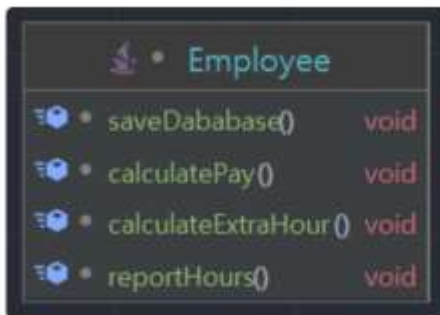 Employee
saveDababase() void
calculatePay() void
calculateExtraHour() void
reportHours() void